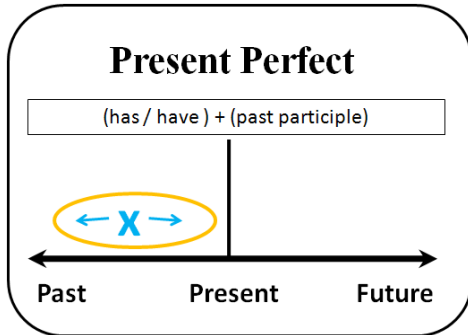 Present Perfect
(has / have ) + (past participle)
X
Past Present Future